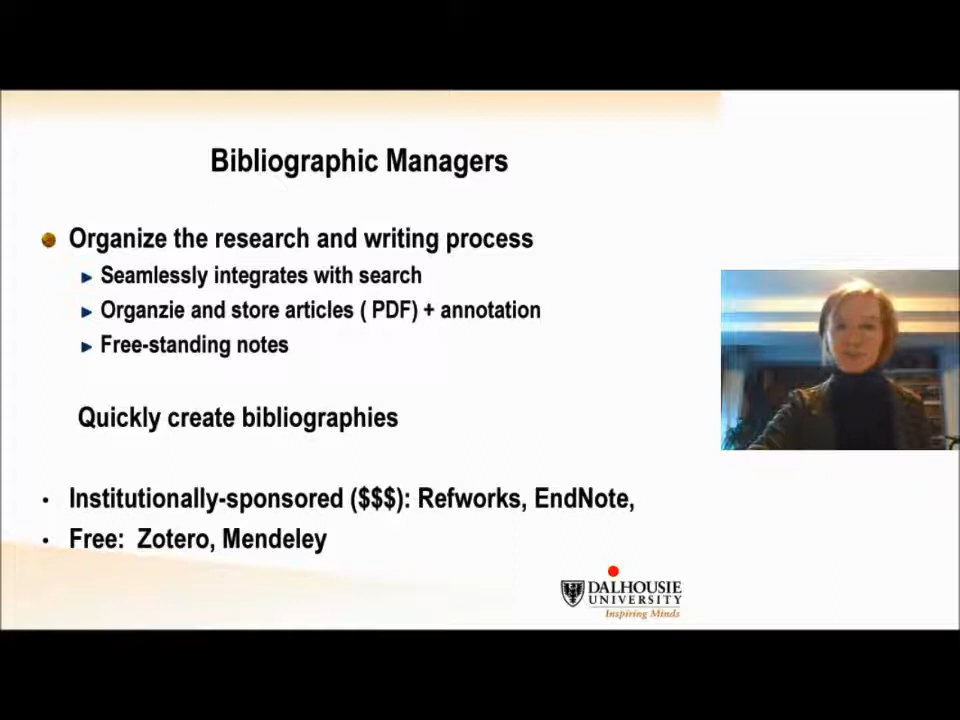 Bibliographic Managers
Organize the research and writing process
Seamlessly integrates with search
Organzie and store articles ( PDF) + annotation
Free-standing notes
Quickly create bibliographies
Institutionally-sponsored ($$$): Refworks, EndNote,
Free: Zotero, Mendeley
DALHOUSIE
UNIVERSITY
Inspiring Minds